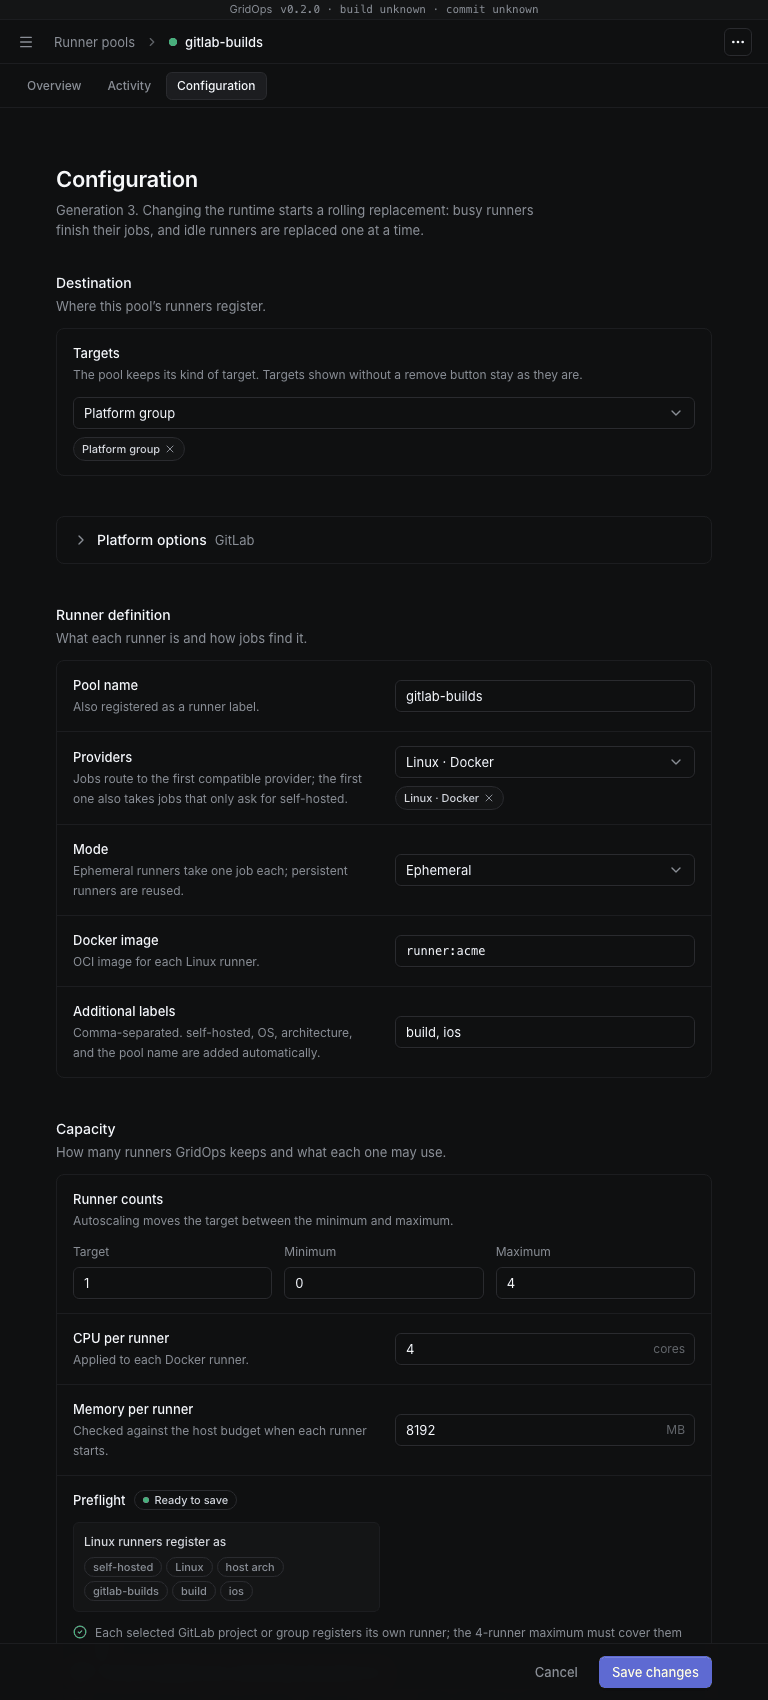 GridOps v0.2.0 · build unknown · commit unknown
Runner pools
gitlab-builds
Overview
Activity
Configuration
Configuration
Generation 3. Changing the runtime starts a rolling replacement: busy runners
finish their jobs, and idle runners are replaced one at a time.
Destination
Where this pool’s runners register.
Targets
The pool keeps its kind of target. Targets shown without a remove button stay as they are.
Platform group
Platform group
Platform options GitLab
Runner definition
What each runner is and how jobs find it.
Pool name
Also registered as a runner label.
gitlab-builds
Providers
Jobs route to the first compatible provider; the first
one also takes jobs that only ask for self-hosted.
Linux · Docker
Linux · Docker
Mode
Ephemeral runners take one job each; persistent
runners are reused.
Ephemeral
Docker image
OCI image for each Linux runner.
runner:acme
Additional labels
Comma-separated. self-hosted, OS, architecture,
and the pool name are added automatically.
build, ios
Capacity
How many runners GridOps keeps and what each one may use.
Runner counts
Autoscaling moves the target between the minimum and maximum.
Target
Minimum
Maximum
1
0
4
CPU per runner
Applied to each Docker runner.
4 cores
Memory per runner
Checked against the host budget when each runner
starts.
8192 MB
Preflight
Ready to save
Linux runners register as
self-hosted
Linux
host arch
gitlab-builds
build
ios
Each selected GitLab project or group registers its own runner; the 4-runner maximum must cover them
Cancel
Save changes